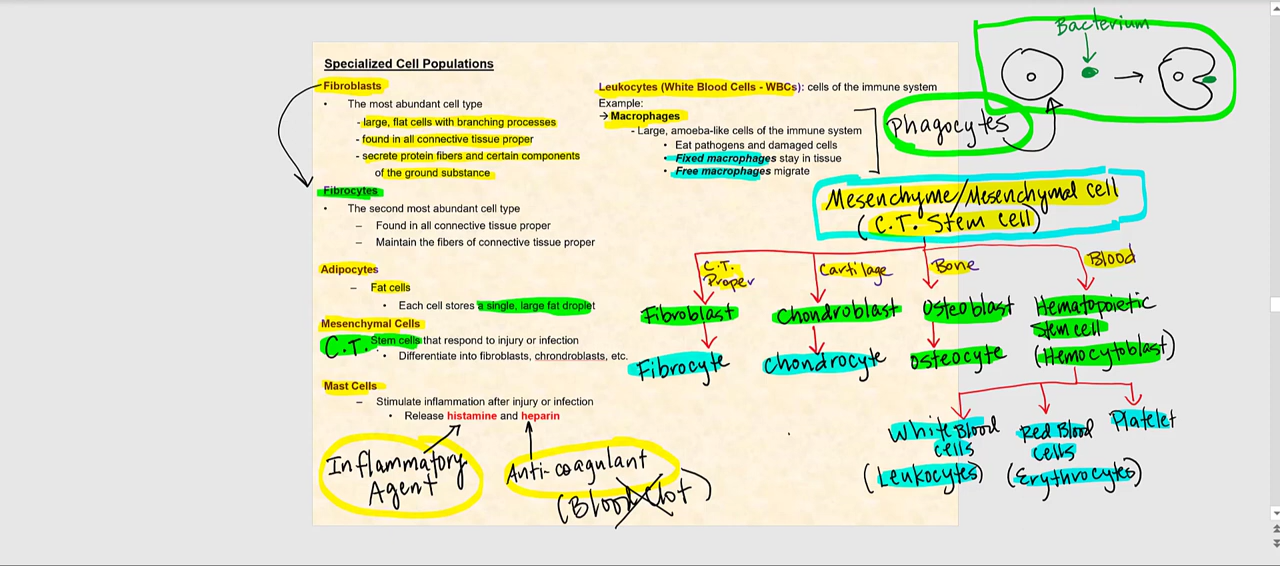 Specialized Cell Populations
Fibroblasts
• The most abundant cell type
- large, flat cells with branching processes
- found in all connective tissue proper
- secrete protein fibers and certain components
of the ground substance
Fibrocytes
• The second most abundant cell type
– Found in all connective tissue proper
– Maintain the fibers of connective tissue proper
Adipocytes
– Fat cells
• Each cell stores a single, large fat droplet
Mesenchymal Cells
C.T. Stem cells that respond to injury or infection
• Differentiate into fibroblasts, chrondroblasts, etc.
Mast Cells
– Stimulate inflammation after injury or infection
• Release histamine and heparin
Inflammatory
Agent
Anti-coagulant
(Blood Clot)
Leukocytes (White Blood Cells - WBCs): cells of the immune system
Example:
→ Macrophages
- Large, amoeba-like cells of the immune system
• Eat pathogens and damaged cells
• Fixed macrophages stay in tissue
• Free macrophages migrate
Phagocytes
Bacterium
Mesenchyme/Mesenchymal cell
(C.T. Stem cell)
C.T.
Proper
Cartilage
Bone
Blood
Fibroblast
Chondroblast
Osteoblast
Hematopoietic
Stem cell
(Hemocytoblast)
Fibrocyte
Chondrocyte
Osteocyte
White Blood
cells
(Leukocytes)
Red Blood
cells
(Erythrocytes)
Platelet